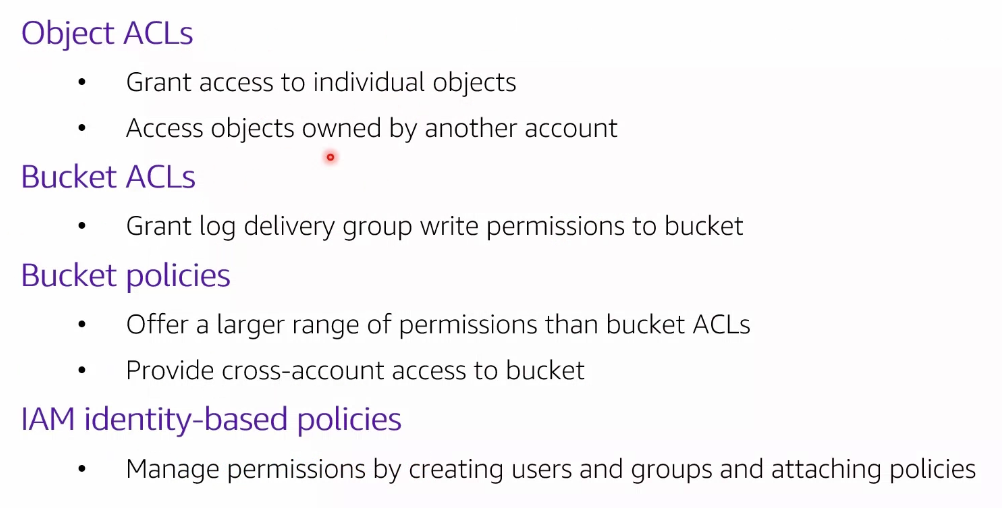 Object ACLs
• Grant access to individual objects
• Access objects owned by another account
Bucket ACLs
• Grant log delivery group write permissions to bucket
Bucket policies
• Offer a larger range of permissions than bucket ACLs
• Provide cross-account access to bucket
IAM identity-based policies
• Manage permissions by creating users and groups and attaching policies